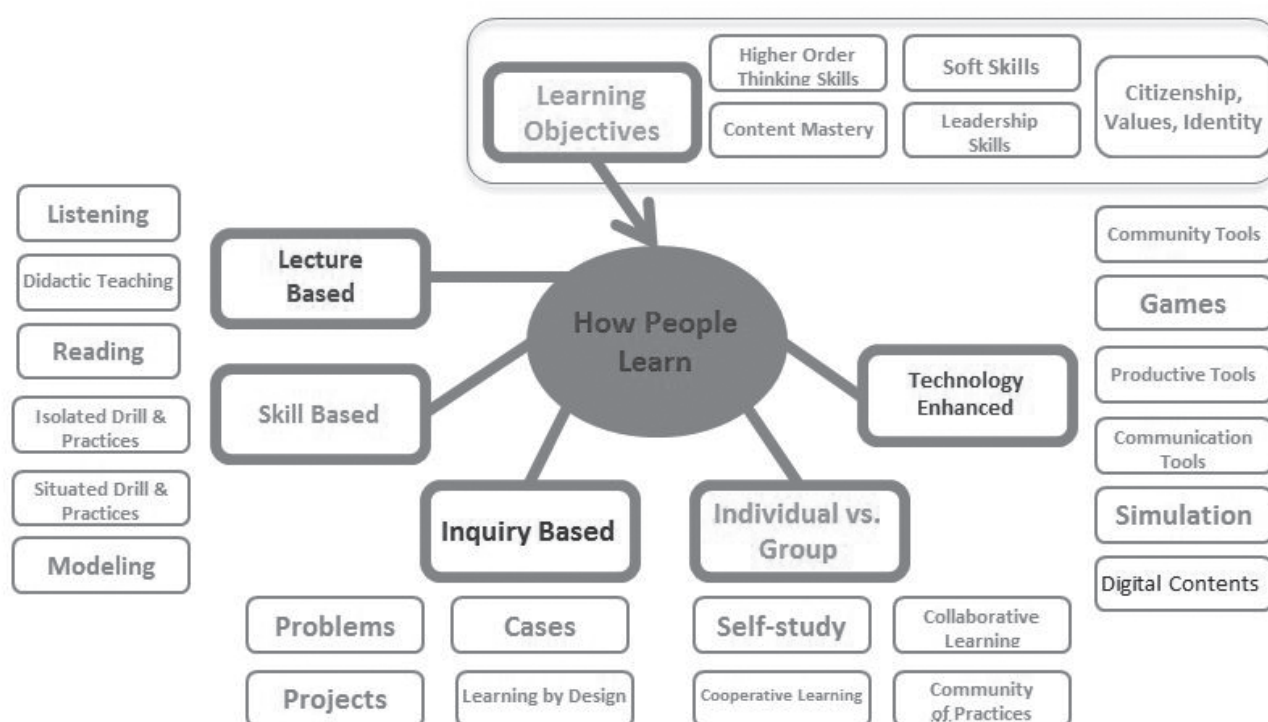 Learning
Objectives
Higher Order
Thinking Skills
Soft Skills
Content Mastery
Leadership
Skills
Citizenship,
Values, Identity
Listening
Didactic Teaching
Reading
Isolated Drill &
Practices
Situated Drill &
Practices
Modeling
Lecture
Based
Skill Based
How People
Learn
Inquiry Based
Individual vs.
Group
Technology
Enhanced
Community Tools
Games
Productive Tools
Communication
Tools
Simulation
Digital Contents
Problems
Cases
Projects
Learning by Design
Self-study
Collaborative
Learning
Cooperative Learning
Community
of Practices